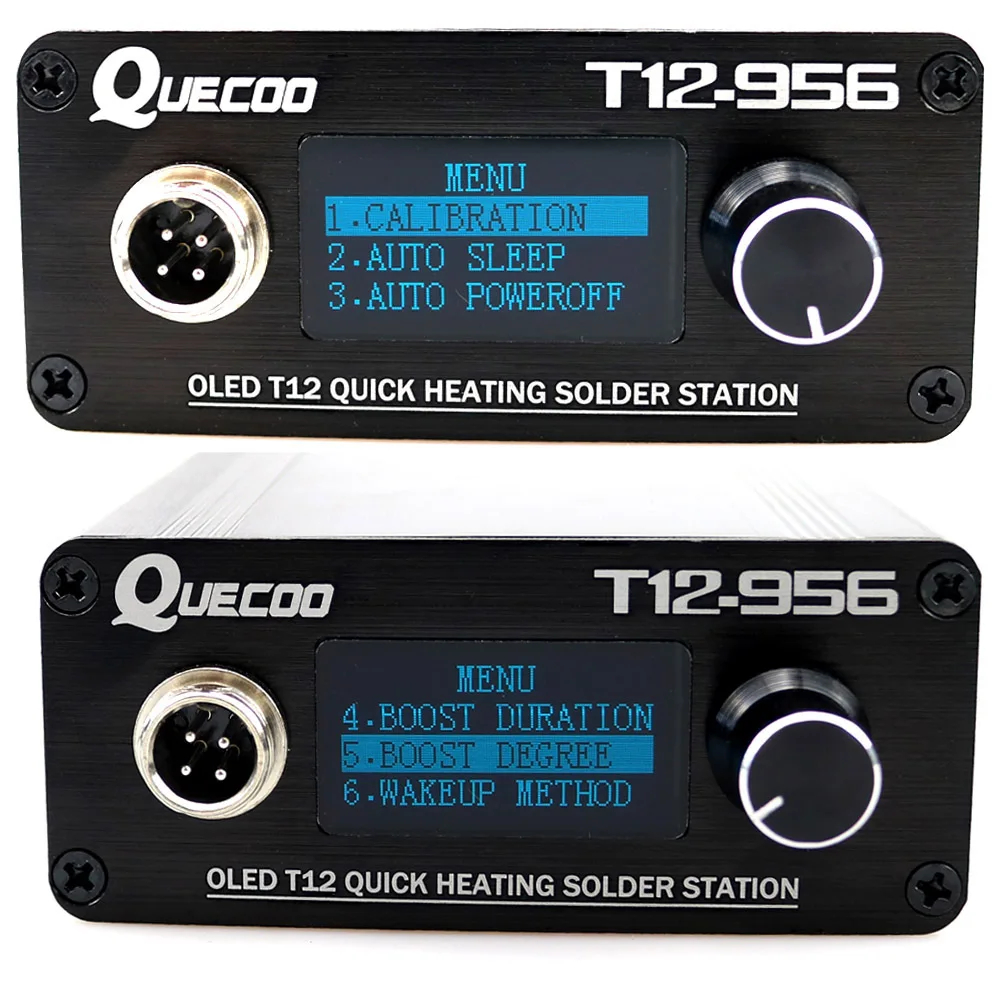 QUECOO T12-956
MENU
1.CALIBRATION
2.AUTO SLEEP
3.AUTO POWEROFF
OLED T12 QUICK HEATING SOLDER STATION
QUECOO T12-956
MENU
4.BOOST DURATION
5.BOOST DEGREE
6.WAKEUP METHOD
OLED T12 QUICK HEATING SOLDER STATION